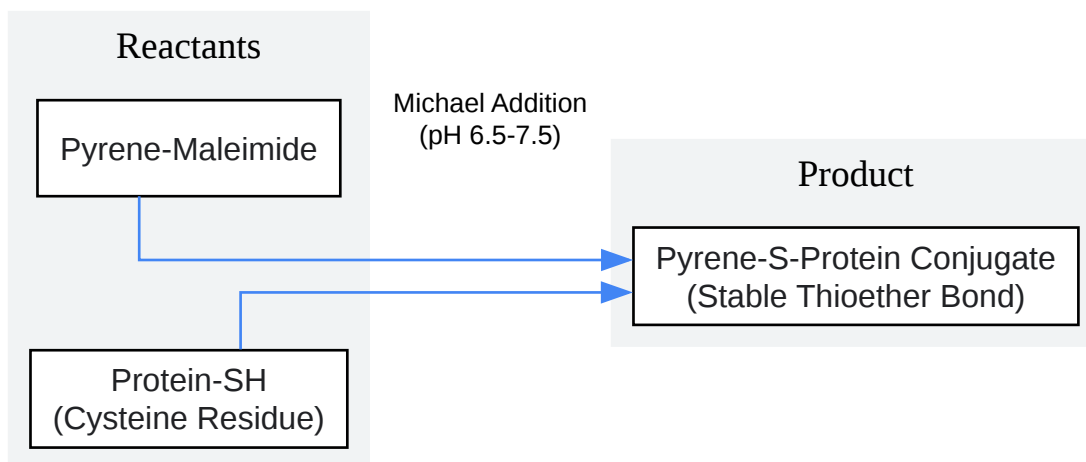 Reactants
Pyrene-Maleimide
Protein-SH
(Cysteine Residue)
Michael Addition
(pH 6.5-7.5)
Product
Pyrene-S-Protein Conjugate
(Stable Thioether Bond)